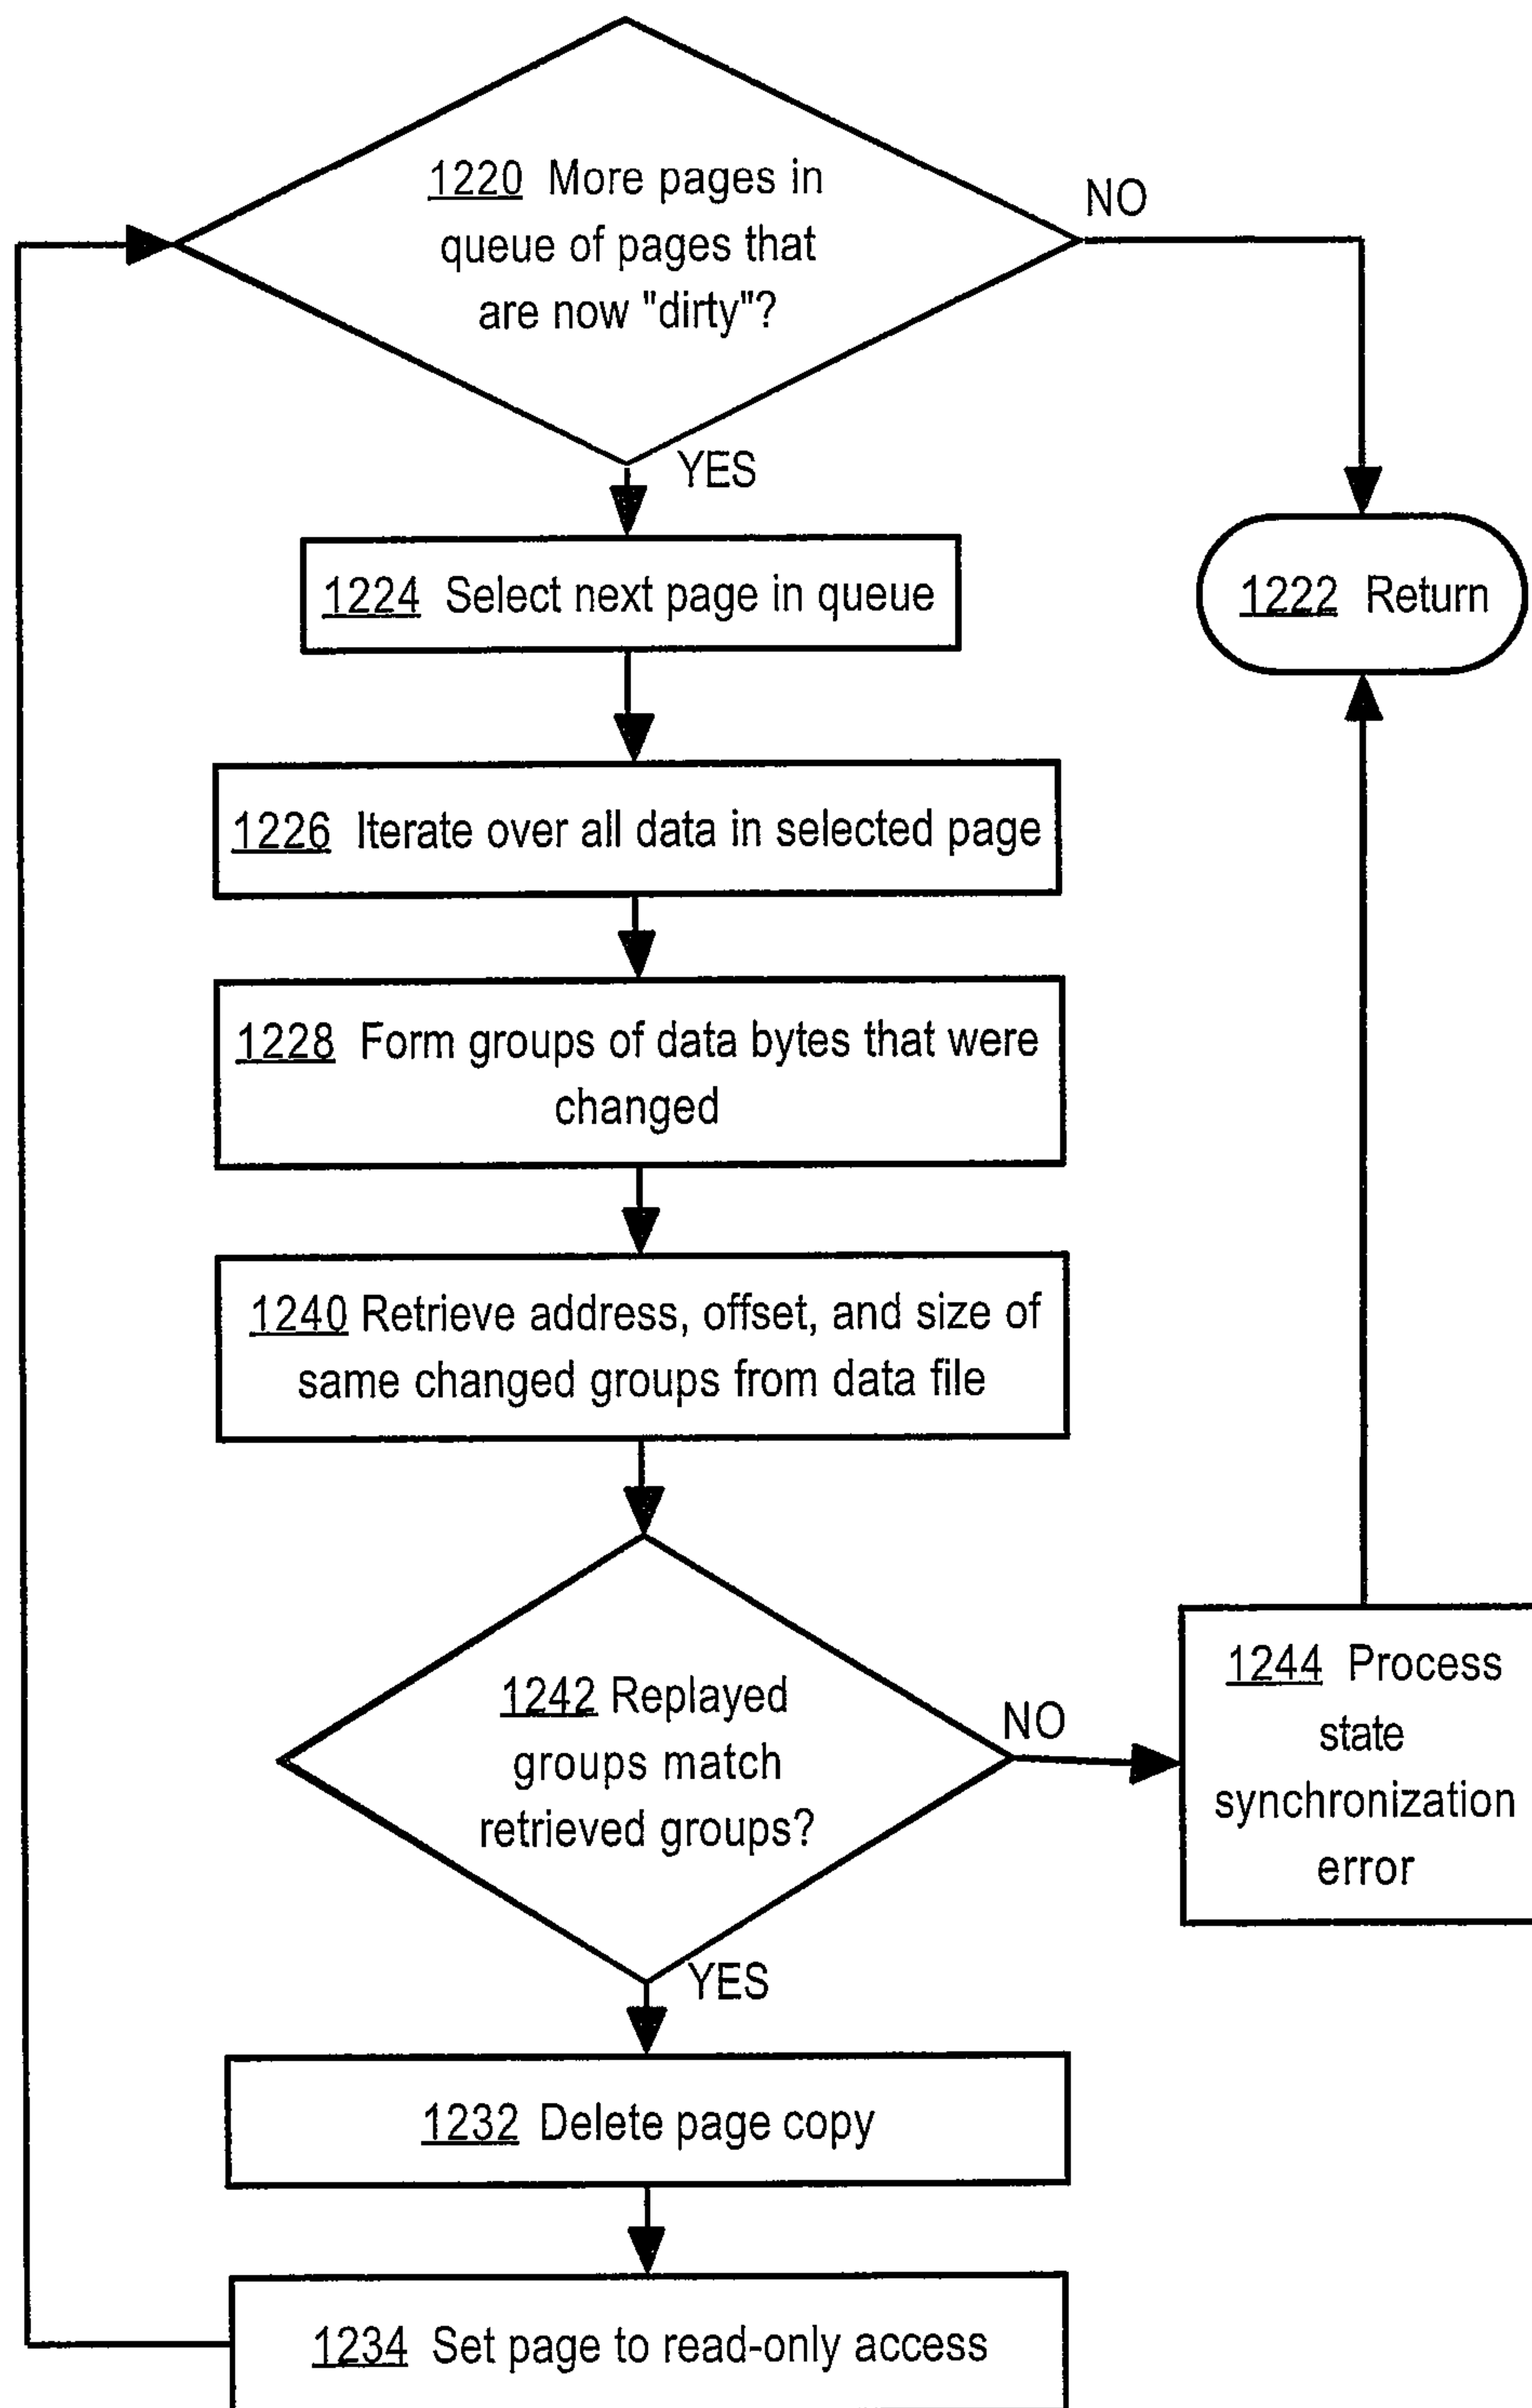 1220 More pages in
queue of pages that
are now "dirty"?
NO
YES
1224 Select next page in queue
1222 Return
1226 Iterate over all data in selected page
1228 Form groups of data bytes that were
changed
1240 Retrieve address, offset, and size of
same changed groups from data file
1242 Replayed
groups match
retrieved groups?
NO
1244 Process
state
synchronization
error
YES
1232 Delete page copy
1234 Set page to read-only access